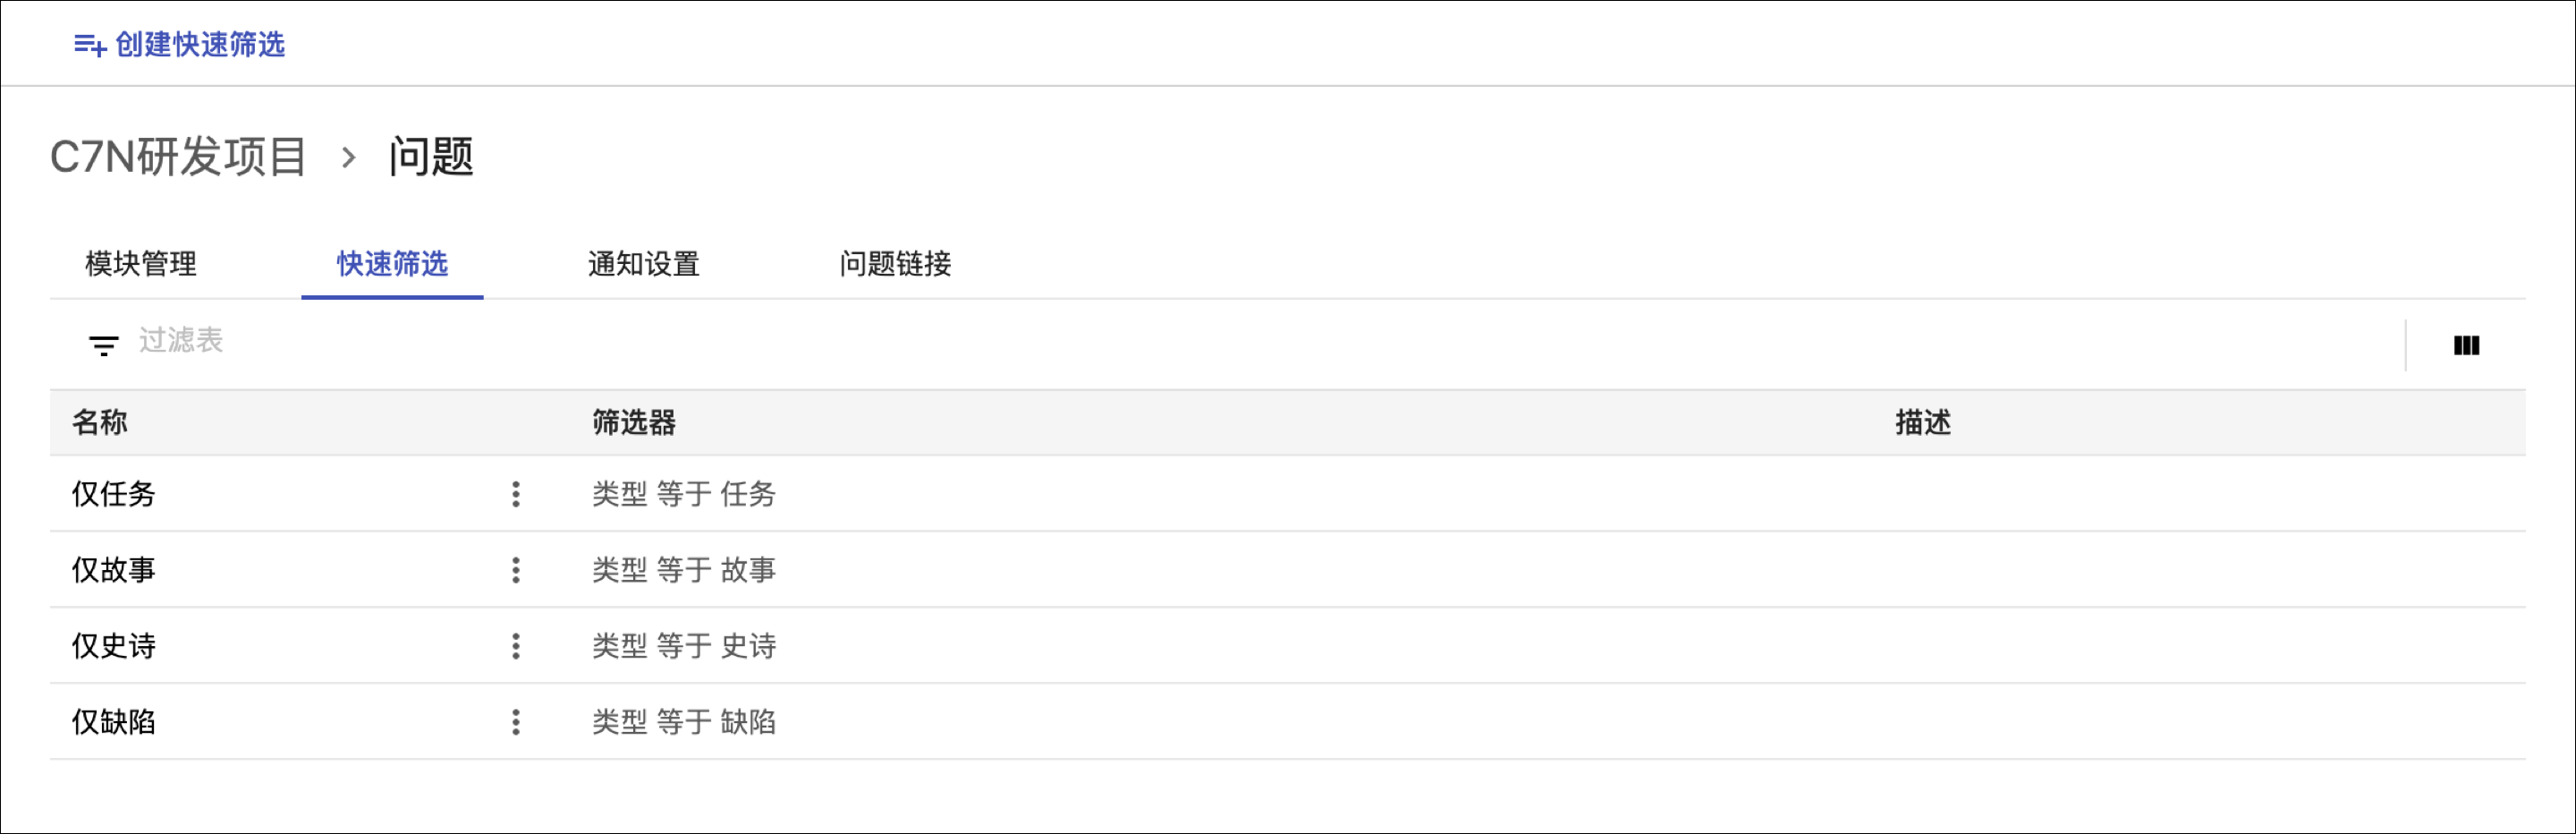 创建快速筛选
C7N研发项目 > 问题
模块管理 快速筛选 通知设置 问题链接
过滤表
名称 筛选器 描述
仅任务 类型 等于 任务
仅故事 类型 等于 故事
仅史诗 类型 等于 史诗
仅缺陷 类型 等于 缺陷